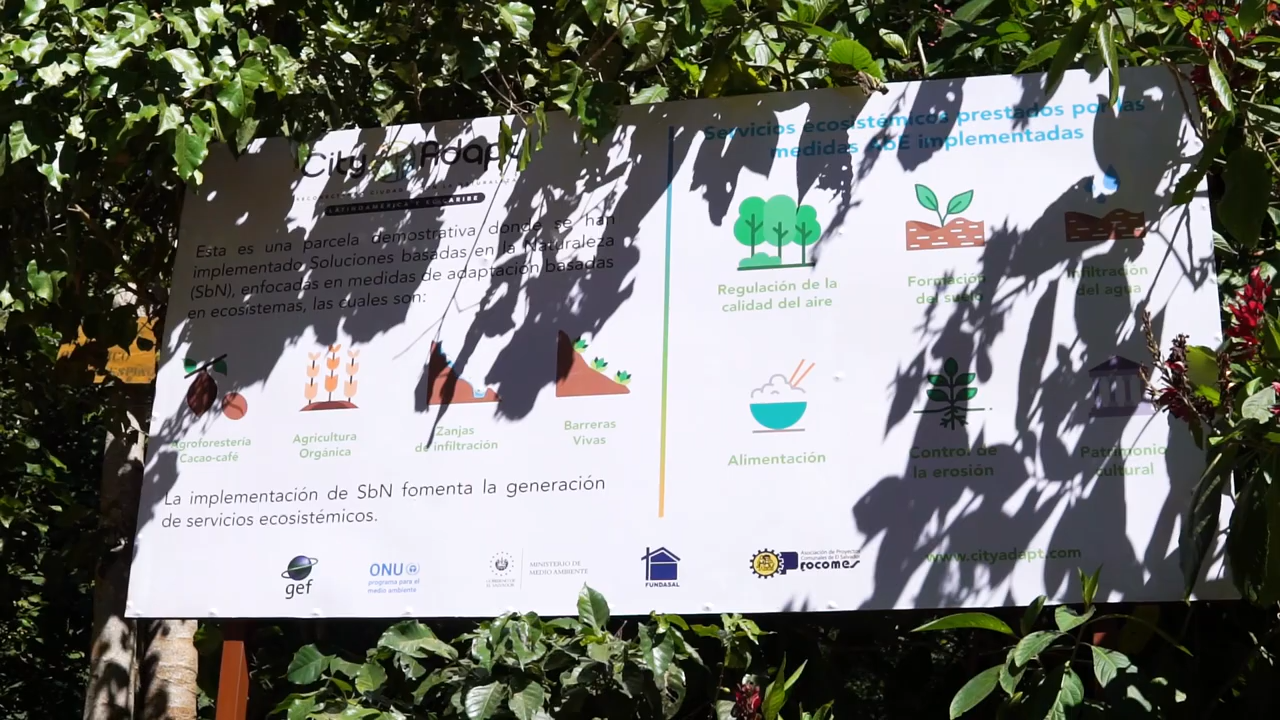 City Adapt
LATINOAMÉRICA Y EL CARIBE
Esta es una parcela demostrativa donde se han
implementado Soluciones basadas en la Naturaleza
(SbN), enfocadas en medidas de adaptación basadas
en ecosistemas, las cuales son:
Agroforestería
Cacao-café
Agricultura
Orgánica
Zanjas
de infiltración
Barreras
Vivas
La implementación de SbN fomenta la generación
de servicios ecosistémicos.
gef
ONU
programa para el
medio ambiente
GOBIERNO DE
EL SALVADOR
MINISTERIO DE
MEDIO AMBIENTE
FUNDASAL
Asociación de Proyectos
Comunales de El Salvador
Procomes
Servicios ecosistémicos prestados por las
medidas AbE implementadas
Regulación de la
calidad del aire
Formación
del suelo
Infiltración
del agua
Alimentación
Control de
la erosión
Patrimonio
cultural
www.cityadapt.com